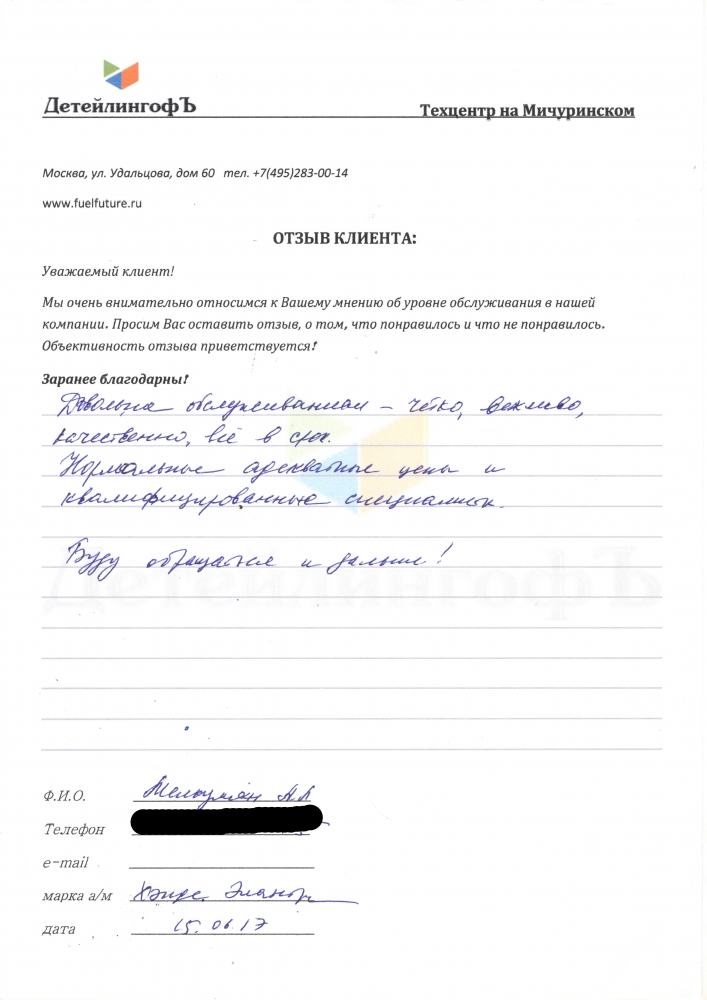 ДетейлингофЪ
Техцентр на Мичуринском
Москва, ул. Удальцова, дом 60 тел. +7(495)283-00-14
www.fuelfuture.ru
ОТЗЫВ КЛИЕНТА:
Уважаемый клиент!
Мы очень внимательно относимся к Вашему мнению об уровне обслуживания в нашей
компании. Просим Вас оставить отзыв, о том, что понравилось и что не понравилось.
Объективность отзыва приветствуется!
Заранее благодарны!
Довольна обслуживанием – чётко, вежливо,
качественно, всё в срок.
Нормальные адекватные цены и
квалифицированные специалисты.
Буду обращаться и дальше!
ДетейлингофЪ
Ф.И.О. Мелкумян А.А
Телефон
e-mail
марка а/м Хэнде Элантра
дата 15.06.17